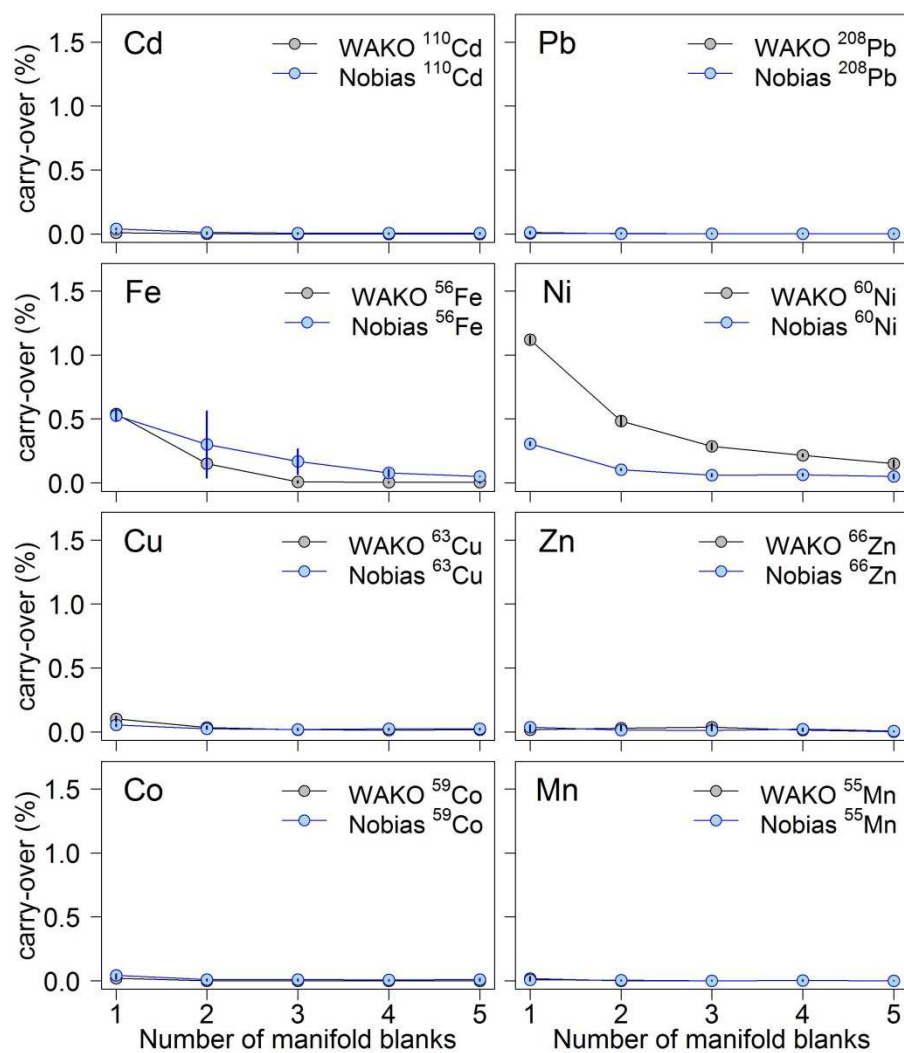 Cd
WAKO ¹¹⁰Cd
Nobias ¹¹⁰Cd
Pb
WAKO ²⁰⁸Pb
Nobias ²⁰⁸Pb
carry-over (%)
1.5
1.0
0.5
0.0
Fe
WAKO ⁵⁶Fe
Nobias ⁵⁶Fe
Ni
WAKO ⁶⁰Ni
Nobias ⁶⁰Ni
carry-over (%)
1.5
1.0
0.5
0.0
Cu
WAKO ⁶³Cu
Nobias ⁶³Cu
Zn
WAKO ⁶⁶Zn
Nobias ⁶⁶Zn
carry-over (%)
1.5
1.0
0.5
0.0
Co
WAKO ⁵⁹Co
Nobias ⁵⁹Co
Mn
WAKO ⁵⁵Mn
Nobias ⁵⁵Mn
carry-over (%)
1.5
1.0
0.5
0.0
1 2 3 4 5
1 2 3 4 5
Number of manifold blanks
Number of manifold blanks